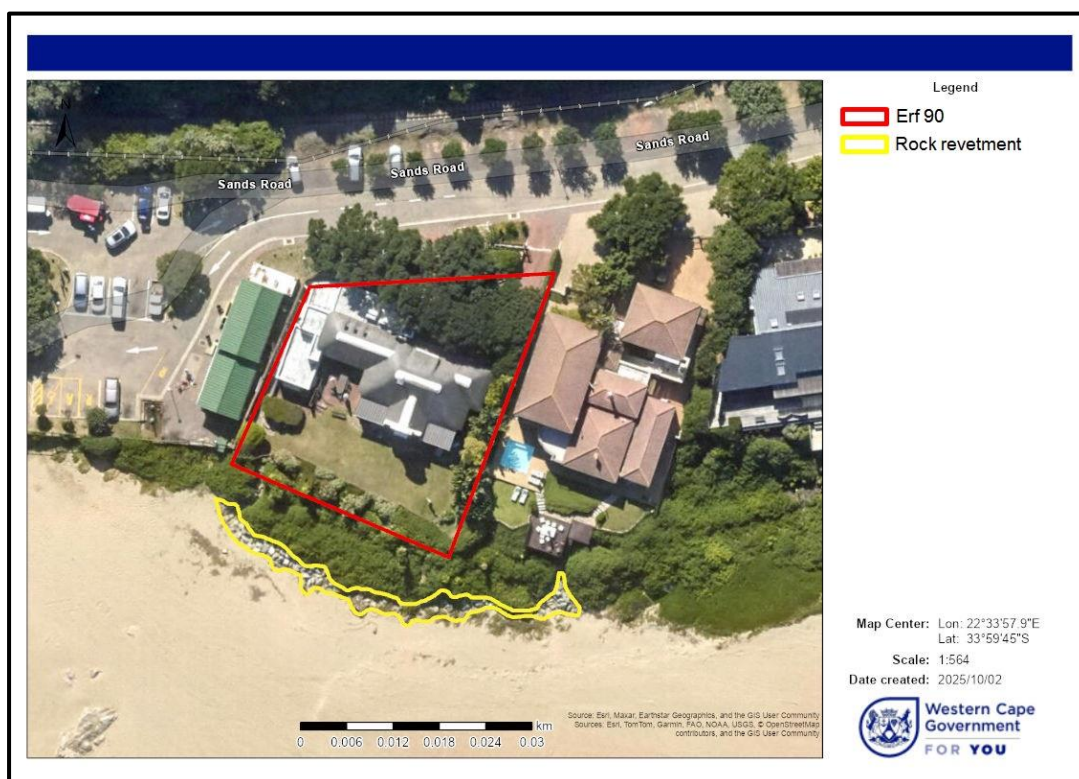 Legend
Erf 90
Rock revetment
N
Sands Road
Sands Road
Sands Road
Map Center: Lon: 22°33'57.9"E
Lat: 33°59'45"S
Scale: 1:564
Date created: 2025/10/02
km
0 0.006 0.012 0.018 0.024 0.03
Source: Esri, Maxar, Earthstar Geographics, and the GIS User Community
Sources: Esri, TomTom, Garmin, FAO, NOAA, USGS, © OpenStreetMap
contributors, and the GIS User Community
Western Cape
Government
FOR YOU